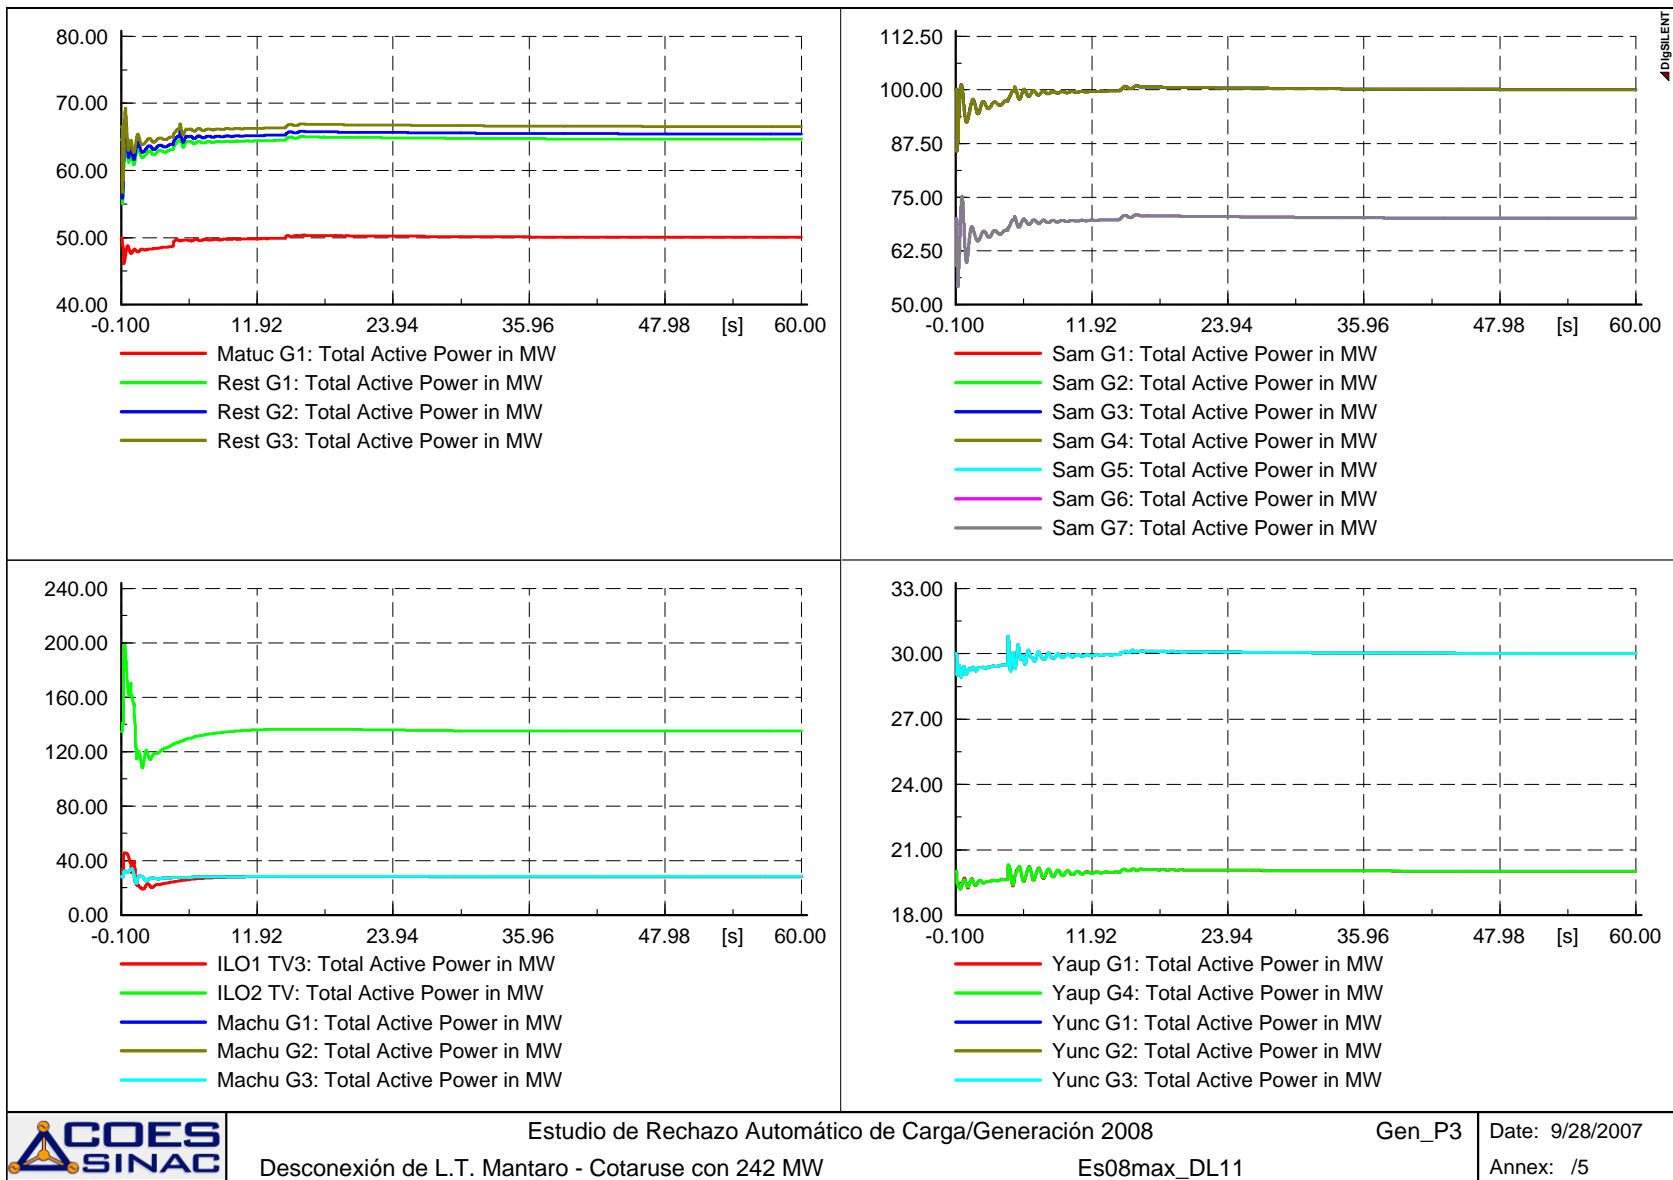 80.00
70.00
60.00
50.00
40.00
-0.100 11.92 23.94 35.96 47.98 [s] 60.00
Matuc G1: Total Active Power in MW
Rest G1: Total Active Power in MW
Rest G2: Total Active Power in MW
Rest G3: Total Active Power in MW
112.50
100.00
87.50
75.00
62.50
50.00
-0.100 11.92 23.94 35.96 47.98 [s] 60.00
Sam G1: Total Active Power in MW
Sam G2: Total Active Power in MW
Sam G3: Total Active Power in MW
Sam G4: Total Active Power in MW
Sam G5: Total Active Power in MW
Sam G6: Total Active Power in MW
Sam G7: Total Active Power in MW
DIgSILENT
240.00
200.00
160.00
120.00
80.00
40.00
0.00
-0.100 11.92 23.94 35.96 47.98 [s] 60.00
ILO1 TV3: Total Active Power in MW
ILO2 TV: Total Active Power in MW
Machu G1: Total Active Power in MW
Machu G2: Total Active Power in MW
Machu G3: Total Active Power in MW
33.00
30.00
27.00
24.00
21.00
18.00
-0.100 11.92 23.94 35.96 47.98 [s] 60.00
Yaup G1: Total Active Power in MW
Yaup G4: Total Active Power in MW
Yunc G1: Total Active Power in MW
Yunc G2: Total Active Power in MW
Yunc G3: Total Active Power in MW
COES
SINAC
Estudio de Rechazo Automático de Carga/Generación 2008 Gen_P3
Desconexión de L.T. Mantaro - Cotaruse con 242 MW Es08max_DL11
Date: 9/28/2007
Annex: /5